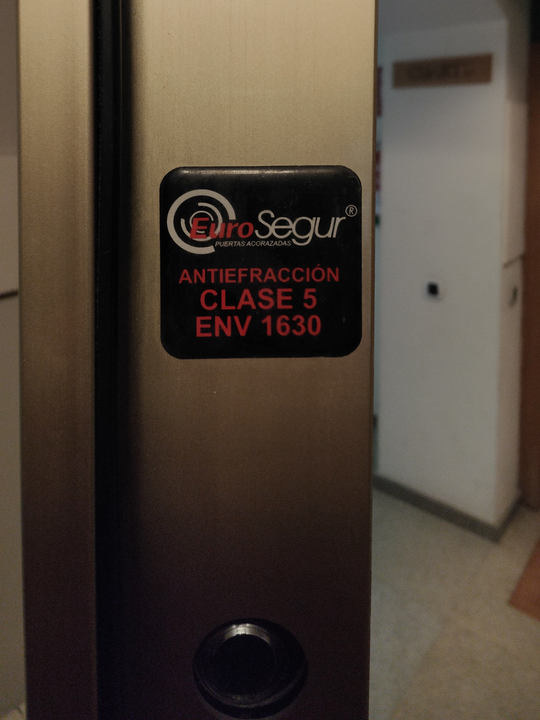 EuroSegur®
PUERTAS ACORAZADAS
ANTIEFRACCIÓN
CLASE 5
ENV 1630